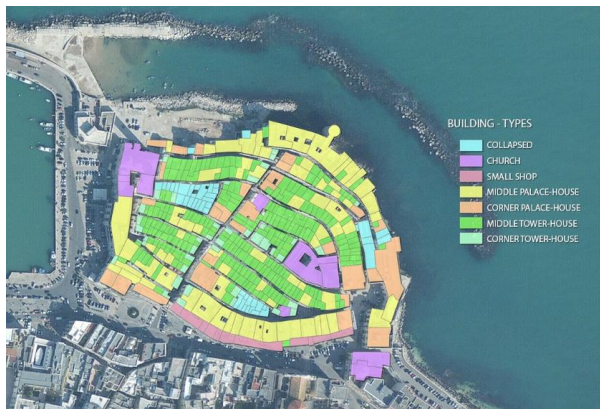 BUILDING - TYPES
COLLAPSED
CHURCH
SMALL SHOP
MIDDLE PALACE-HOUSE
CORNER PALACE-HOUSE
MIDDLE TOWER-HOUSE
CORNER TOWER-HOUSE